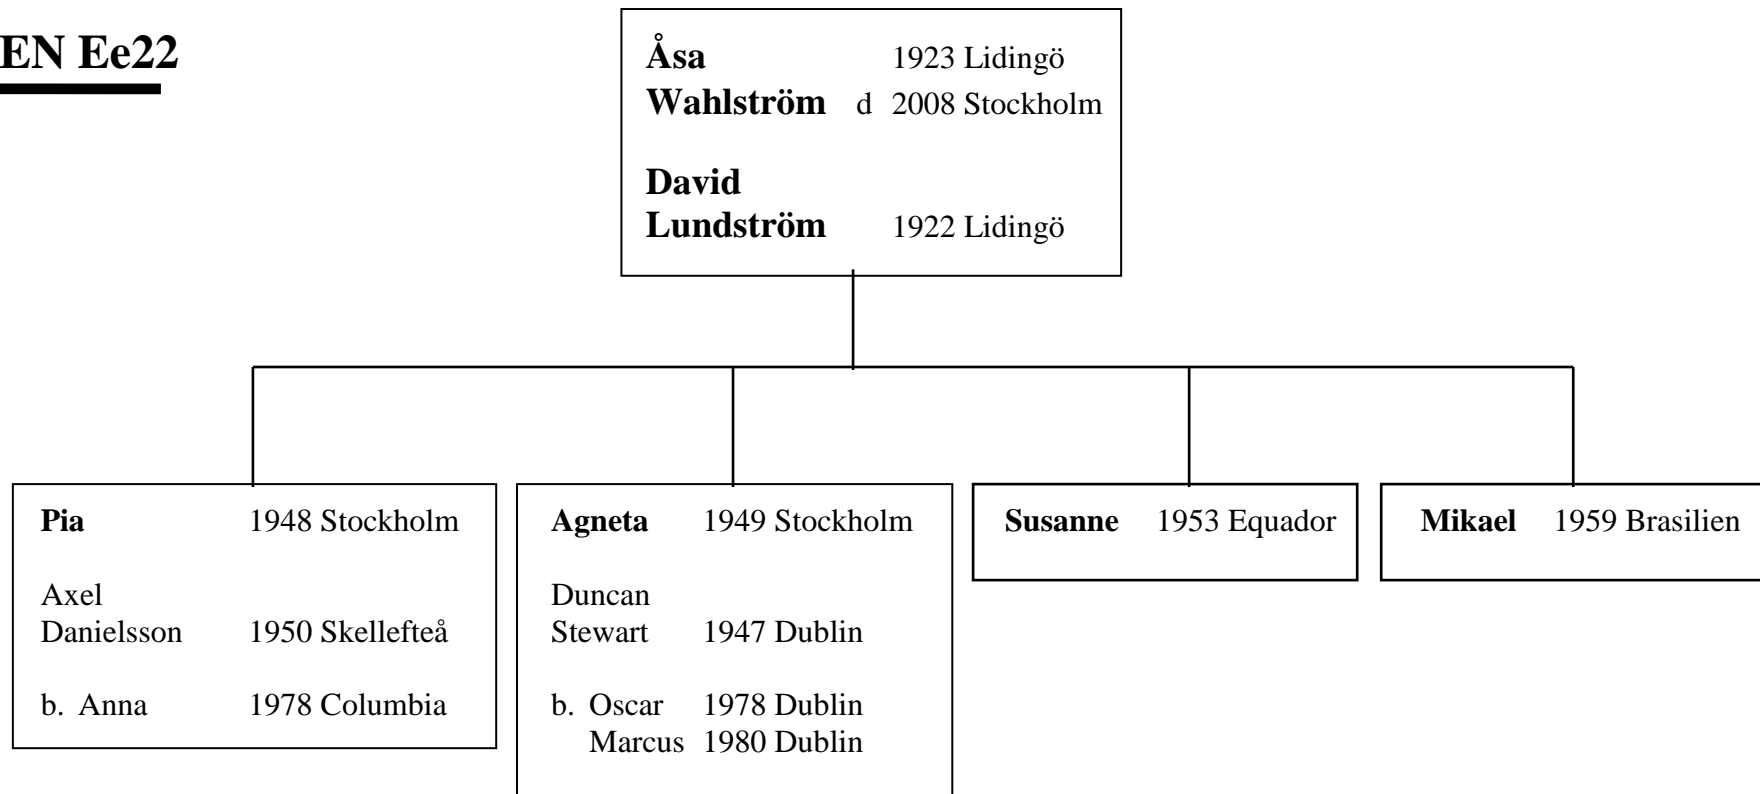 EN Ee22
Åsa 1923 Lidingö
Wahlström d 2008 Stockholm
David
Lundström 1922 Lidingö
Pia 1948 Stockholm
Axel
Danielsson 1950 Skellefteå
b. Anna 1978 Columbia
Agneta 1949 Stockholm
Duncan
Stewart 1947 Dublin
b. Oscar 1978 Dublin
Marcus 1980 Dublin
Susanne 1953 Equador
Mikael 1959 Brasilien